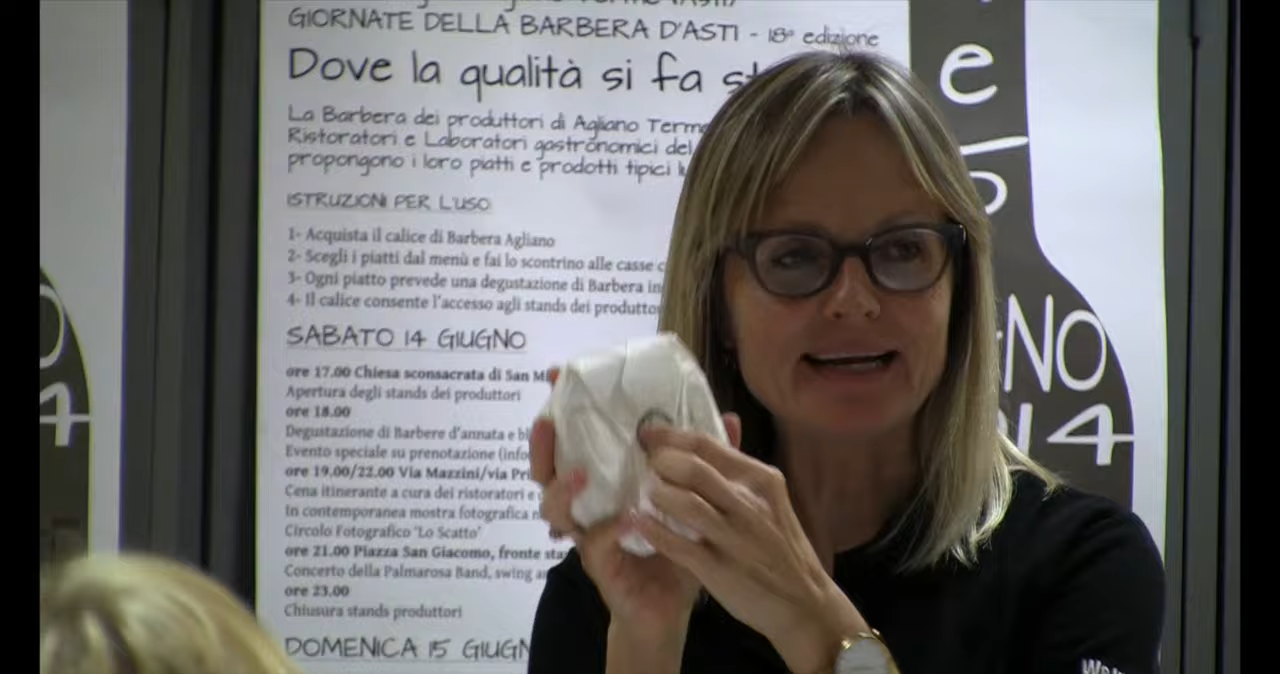 GIORNATE DELLA BARBERA D'ASTI - 18ª edizione
Dove la qualità si fa
La Barbera dei produttori di Agliano Terme
Ristoratori e Laboratori gastronomici del
propongono i loro piatti e prodotti tipici
ISTRUZIONI PER L'USO
1- Acquista il calice di Barbera Agliano
2- Scegli i piatti dal menù e fai lo scontrino alle casse
3- Ogni piatto prevede una degustazione di Barbera
4- Il calice consente l'accesso agli stands dei
SABATO 14 GIUGNO
ore 17.00 Chiesa sconsacrata di San
Apertura degli stands dei produttori
ore 18.00
Degustazione di Barbere d'annata e
Evento speciale su prenotazione
ore 19.00/22.00 Via Mazzini/via
Cena itinerante a cura dei ristoratori e
In contemporanea mostra fotografica
Circolo Fotografico 'Lo Scatto'
ore 21.00 Piazza San Giacomo, fronte
Concerto della Palmarosa Band, swing
ore 23.00
Chiusura stands produttori
DOMENICA 15 GIUGN
e
NO
14
4